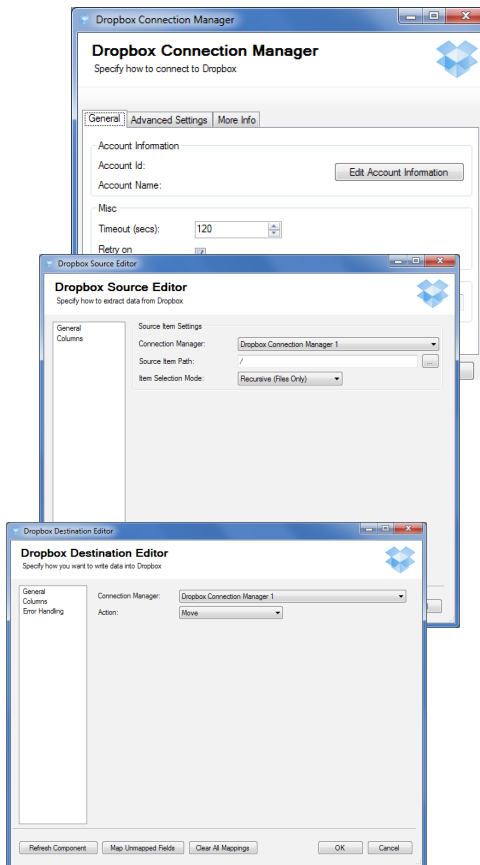 Dropbox Connection Manager
Dropbox Connection Manager
Specify how to connect to Dropbox
General Advanced Settings More Info
Account Information
Account Id:
Edit Account Information
Account Name:
Misc
Timeout (secs): 120
Retry on
Dropbox Source Editor
Dropbox Source Editor
Specify how to extract data from Dropbox
General
Columns
Source Item Settings
Connection Manager: Dropbox Connection Manager 1
Source Item Path: / ...
Item Selection Mode: Recursive (Files Only)
Dropbox Destination Editor
Dropbox Destination Editor
Specify how you want to write data into Dropbox
General
Columns
Error Handling
Connection Manager: Dropbox Connection Manager 1
Action: Move
Refresh Component Map Unmapped Fields Clear All Mappings OK Cancel